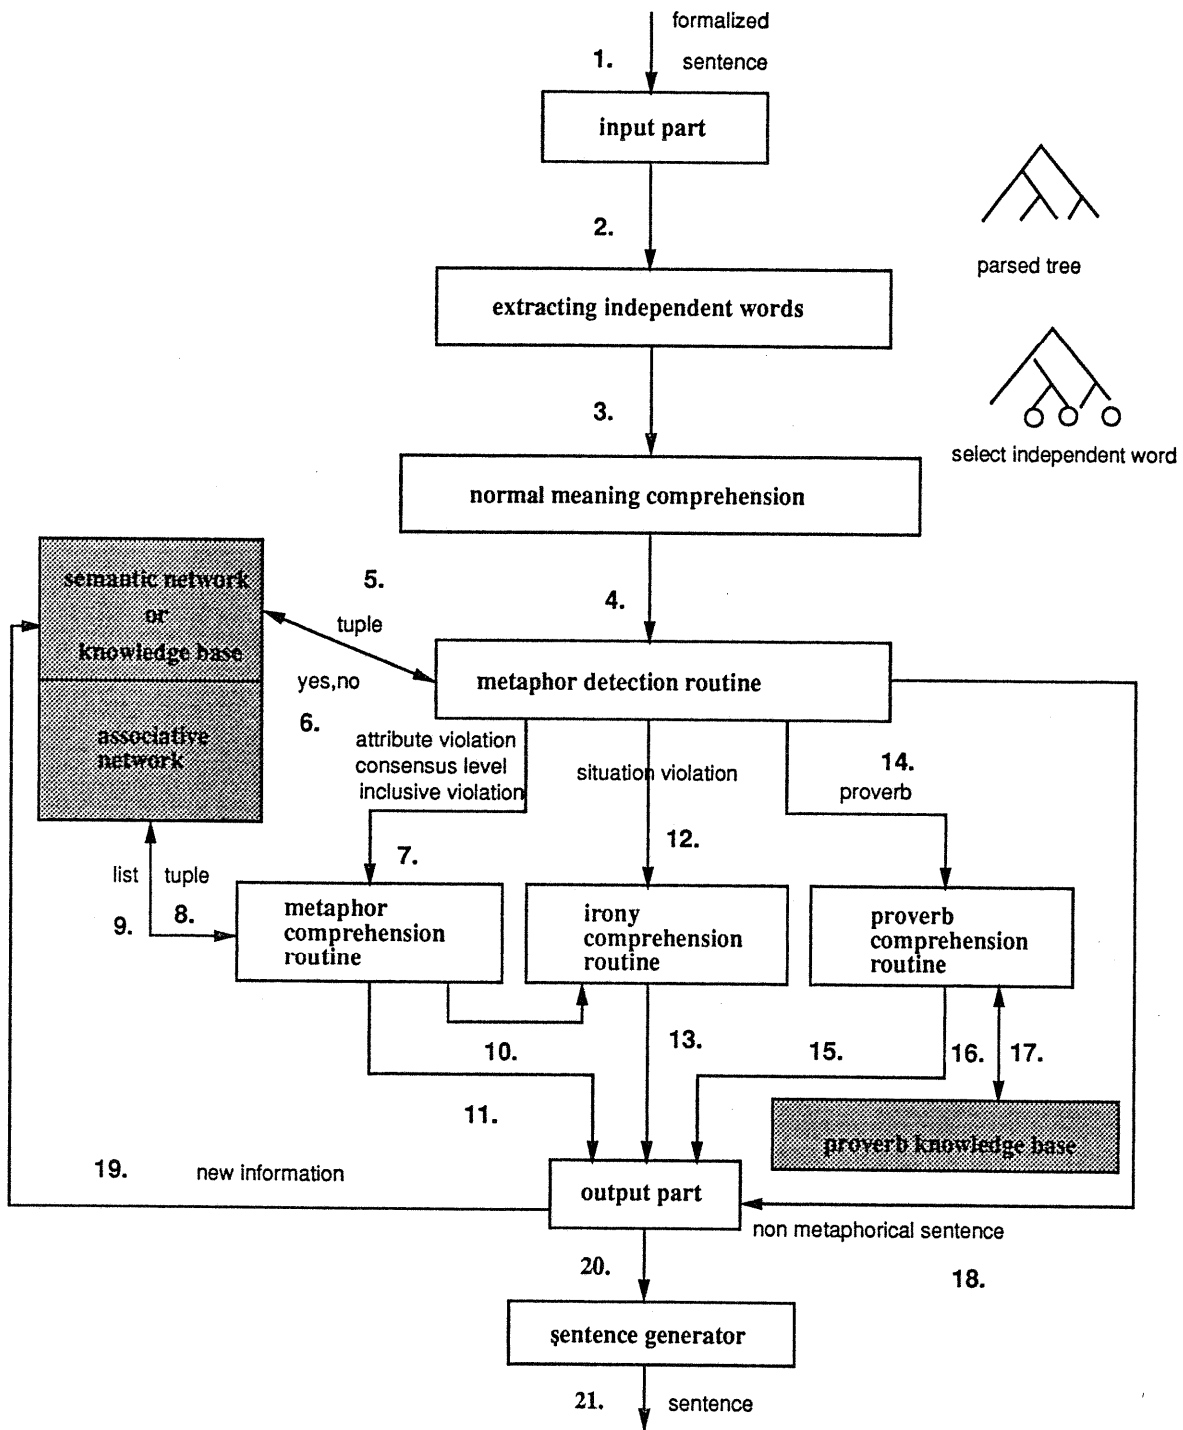 formalized
1.
sentence
input part
2.
parsed tree
extracting independent words
3.
select independent word
normal meaning comprehension
semantic network
or
knowledge base
5.
tuple
4.
yes,no
6.
metaphor detection routine
associative
network
attribute violation
consensus level
inclusive violation
situation violation
14.
proverb
7.
12.
list
tuple
9.
8.
metaphor
comprehension
routine
irony
comprehension
routine
proverb
comprehension
routine
10.
13.
15.
16.
17.
11.
proverb knowledge base
19.
new information
output part
non metaphorical sentence
18.
20.
sentence generator
21.
sentence